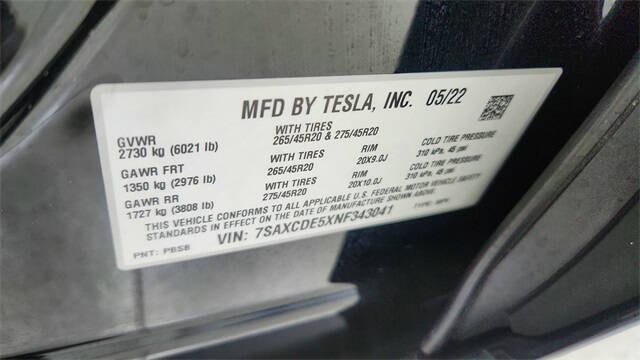 MFD BY TESLA, INC. 05/22
GVWR WITH TIRES
2730 kg (6021 lb) 265/45R20 & 275/45R20
GAWR FRT WITH TIRES RIM COLD TIRE PRESSURE
1350 kg (2976 lb) 265/45R20 20X9.0J 310 kPa, 45 psi
GAWR RR WITH TIRES RIM COLD TIRE PRESSURE
1727 kg (3808 lb) 275/45R20 20X10.0J 310 kPa, 45 psi
THIS VEHICLE CONFORMS TO ALL APPLICABLE U.S. FEDERAL MOTOR VEHICLE SAFETY
STANDARDS IN EFFECT ON THE DATE OF MANUFACTURE SHOWN ABOVE.
VIN: 7SAXCDE5XNF343041 TYPE: MPV
PNT: PBSB